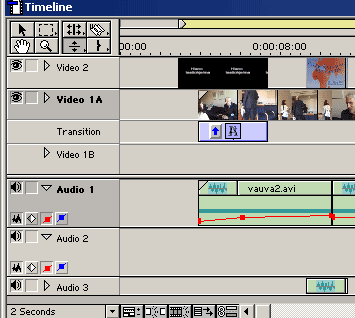 Timeline
:00:00
0:00:08:00
Video 2
Video 1A
Transition
Video 1B
Audio 1
vauva2.avi
Audio 2
Audio 3
2 Seconds